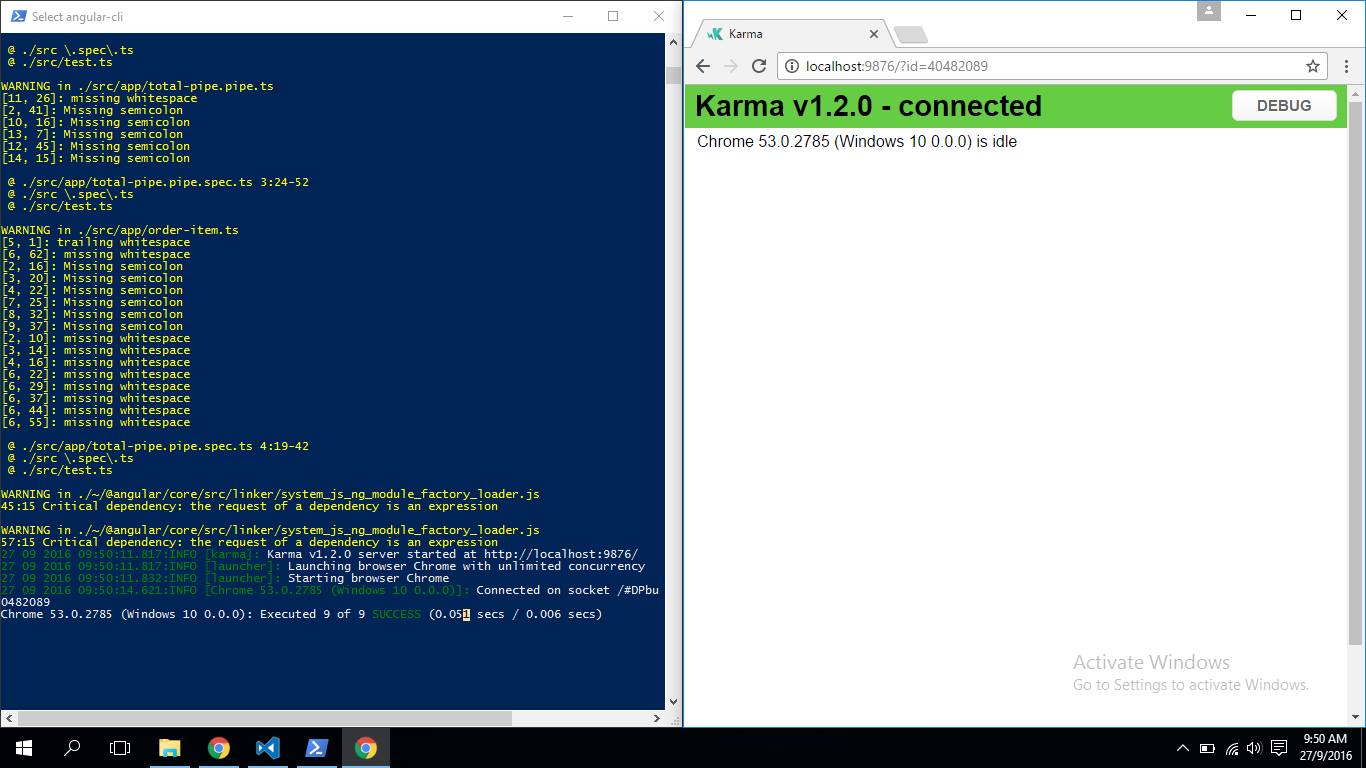 Select angular-cli
@ ./src \.spec\.ts
@ ./src/test.ts
WARNING in ./src/app/total-pipe.pipe.ts
[11, 26]: missing whitespace
[2, 41]: Missing semicolon
[10, 16]: Missing semicolon
[13, 7]: Missing semicolon
[12, 45]: Missing semicolon
[14, 15]: Missing semicolon
@ ./src/app/total-pipe.pipe.spec.ts 3:24-52
@ ./src \.spec\.ts
@ ./src/test.ts
WARNING in ./src/app/order-item.ts
[5, 1]: trailing whitespace
[6, 62]: missing whitespace
[2, 16]: Missing semicolon
[3, 20]: Missing semicolon
[4, 22]: Missing semicolon
[7, 25]: Missing semicolon
[8, 32]: Missing semicolon
[9, 37]: Missing semicolon
[2, 10]: missing whitespace
[3, 14]: missing whitespace
[4, 16]: missing whitespace
[6, 22]: missing whitespace
[6, 29]: missing whitespace
[6, 37]: missing whitespace
[6, 44]: missing whitespace
[6, 55]: missing whitespace
@ ./src/app/total-pipe.pipe.spec.ts 4:19-42
@ ./src \.spec\.ts
@ ./src/test.ts
WARNING in ./~/@angular/core/src/linker/system_js_ng_module_factory_loader.js
45:15 Critical dependency: the request of a dependency is an expression
WARNING in ./~/@angular/core/src/linker/system_js_ng_module_factory_loader.js
57:15 Critical dependency: the request of a dependency is an expression
27 09 2016 09:50:11.817:INFO [karma]: Karma v1.2.0 server started at http://localhost:9876/
27 09 2016 09:50:11.817:INFO [launcher]: Launching browser Chrome with unlimited concurrency
27 09 2016 09:50:11.832:INFO [launcher]: Starting browser Chrome
27 09 2016 09:50:14.621:INFO [Chrome 53.0.2785 (Windows 10 0.0.0)]: Connected on socket /#DPbu
0482089
Chrome 53.0.2785 (Windows 10 0.0.0): Executed 9 of 9 SUCCESS (0.051 secs / 0.006 secs)
Karma
localhost:9876/?id=40482089
Karma v1.2.0 - connected
DEBUG
Chrome 53.0.2785 (Windows 10 0.0.0) is idle
Activate Windows
Go to Settings to activate Windows.
9:50 AM
27/9/2016